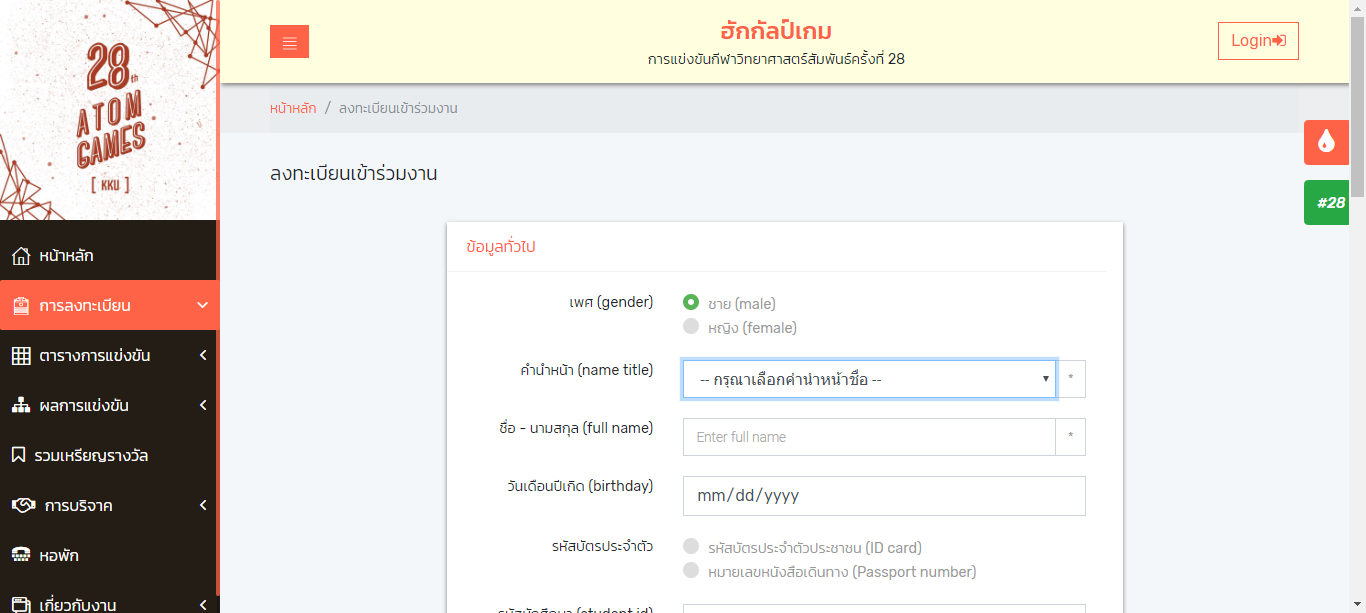 28th
ATOM
GAMES
[ KKU ]
หน้าหลัก
การลงทะเบียน
ตารางการแข่งขัน
ผลการแข่งขัน
รวมเหรียญรางวัล
การบริจาค
หอพัก
เกี่ยวกับงาน
ฮักกัลป์เกม
การแข่งขันกีฬาวิทยาศาสตร์สัมพันธ์ครั้งที่ 28
Login
หน้าหลัก / ลงทะเบียนเข้าร่วมงาน
#28
ลงทะเบียนเข้าร่วมงาน
ข้อมูลทั่วไป
เพศ (gender)
ชาย (male)
หญิง (female)
คำนำหน้า (name title)
-- กรุณาเลือกคำนำหน้าชื่อ -- *
ชื่อ - นามสกุล (full name)
Enter full name *
วันเดือนปีเกิด (birthday)
mm/dd/yyyy
รหัสบัตรประจำตัว
รหัสบัตรประจำตัวประชาชน (ID card)
หมายเลขหนังสือเดินทาง (Passport number)
รหัสนักศึกษา (student id)